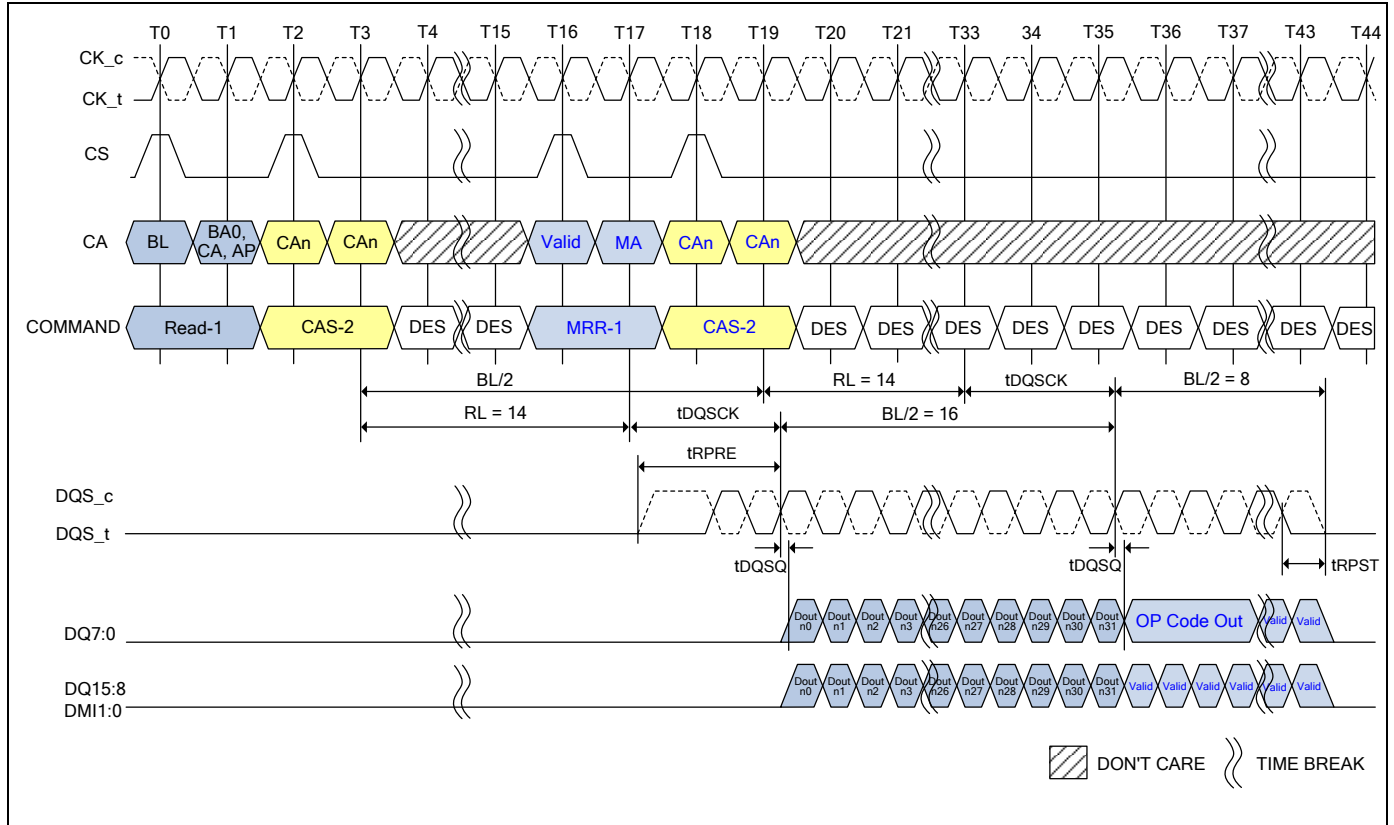 T0 T1 T2 T3 T4 T15 T16 T17 T18 T19 T20 T21 T33 34 T35 T36 T37 T43 T44
CK_c
CK_t
CS
CA BL BA0, CA, AP CAn CAn Valid MA CAn CAn
COMMAND Read-1 CAS-2 DES DES MRR-1 CAS-2 DES DES DES DES DES DES DES DES DES
BL/2 RL = 14 tDQSCK BL/2 = 8
RL = 14 tDQSCK BL/2 = 16
tRPRE
DQS_c
DQS_t
tDQSQ tDQSQ tRPST
DQ7:0 Dout n0 Dout n1 Dout n2 Dout n3 Dout n26 Dout n27 Dout n28 Dout n29 Dout n30 Dout n31 OP Code Out Valid Valid
DQ15:8 Dout n0 Dout n1 Dout n2 Dout n3 Dout n26 Dout n27 Dout n28 Dout n29 Dout n30 Dout n31 Valid Valid Valid Valid Valid Valid
DMI1:0
DON'T CARE TIME BREAK